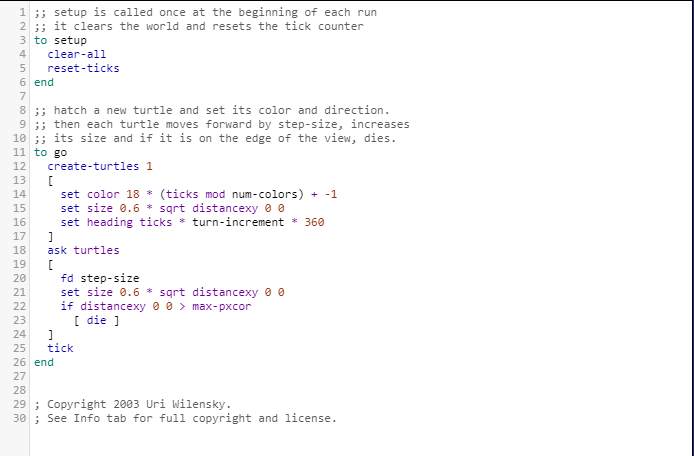 1 ;; setup is called once at the beginning of each run
2 ;; it clears the world and resets the tick counter
3 to setup
4   clear-all
5   reset-ticks
6 end
7
8 ;; hatch a new turtle and set its color and direction.
9 ;; then each turtle moves forward by step-size, increases
10 ;; its size and if it is on the edge of the view, dies.
11 to go
12   create-turtles 1
13   [
14     set color 18 * (ticks mod num-colors) + -1
15     set size 0.6 * sqrt distancexy 0 0
16     set heading ticks * turn-increment * 360
17   ]
18   ask turtles
19   [
20     fd step-size
21     set size 0.6 * sqrt distancexy 0 0
22     if distancexy 0 0 > max-pxcor
23       [ die ]
24   ]
25   tick
26 end
27
28
29 ; Copyright 2003 Uri Wilensky.
30 ; See Info tab for full copyright and license.